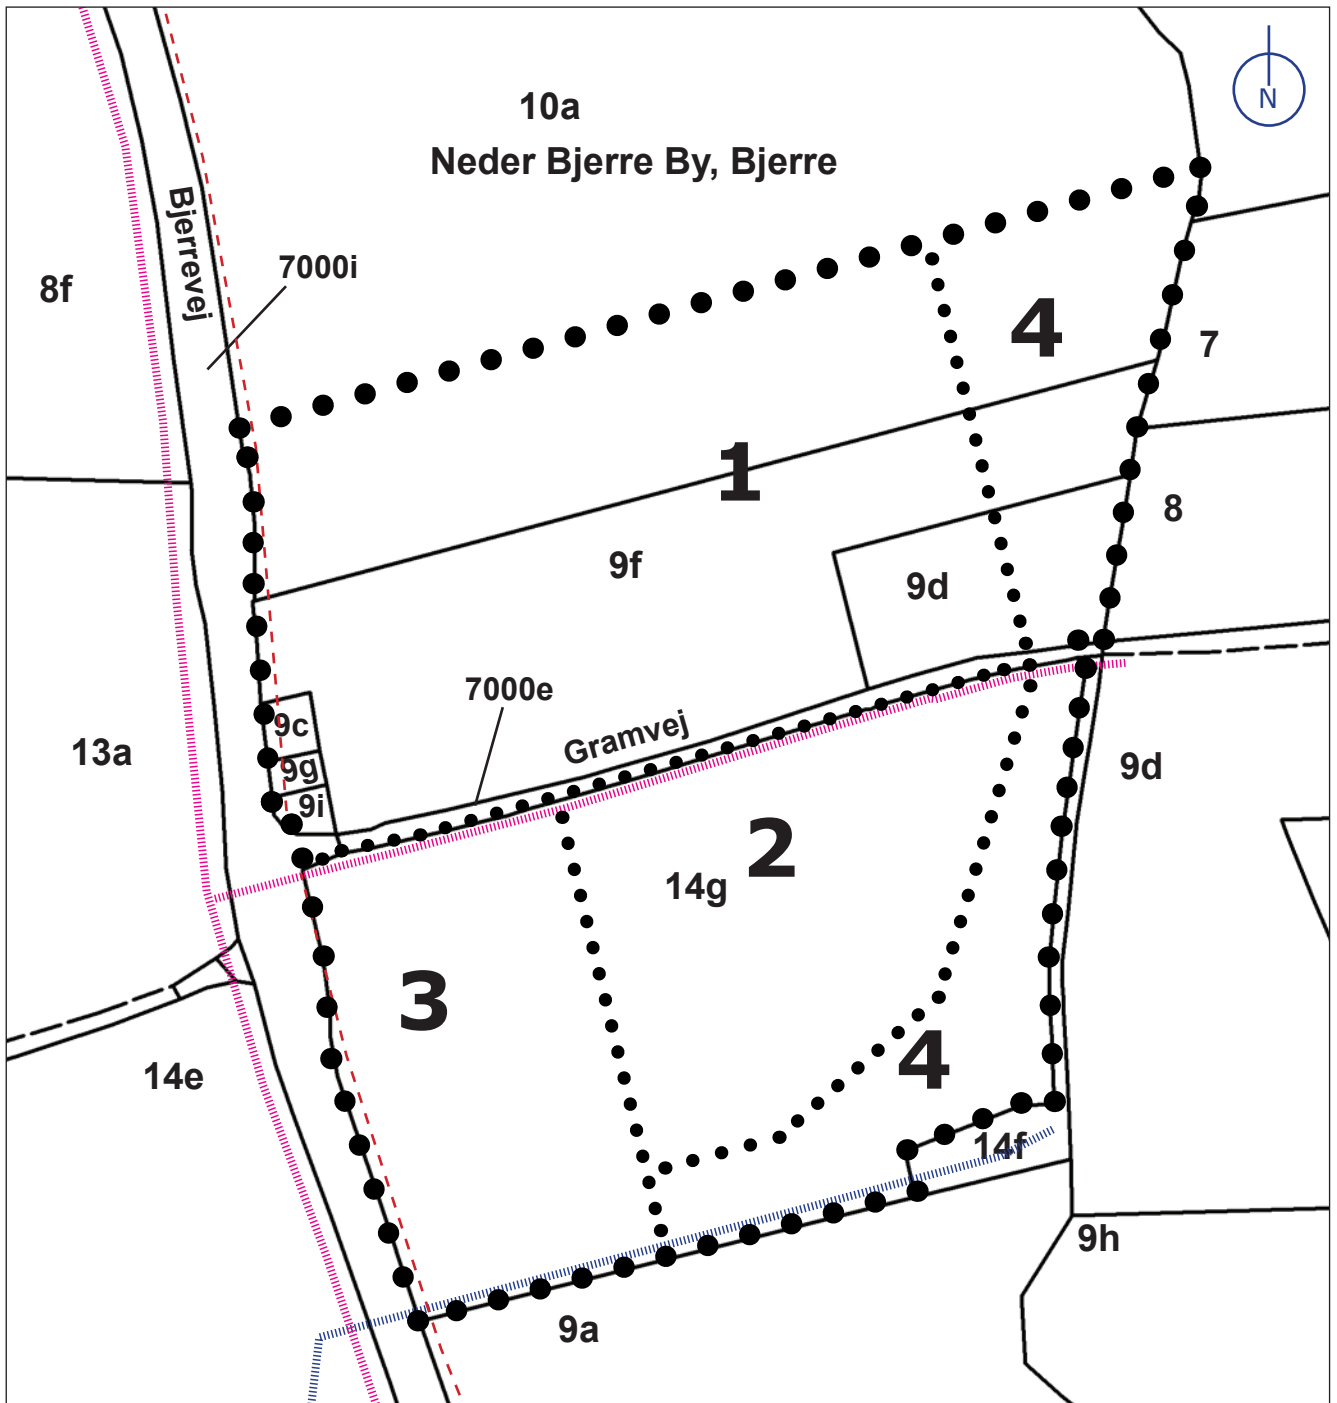 N
10a
Neder Bjerre By, Bjerre
Bjerrevej
7000i
8f
4
7
1
8
9f
9d
7000e
9c
Gramvej
13a
9g
9d
9i
2
14g
3
4
14e
14f
9h
9a